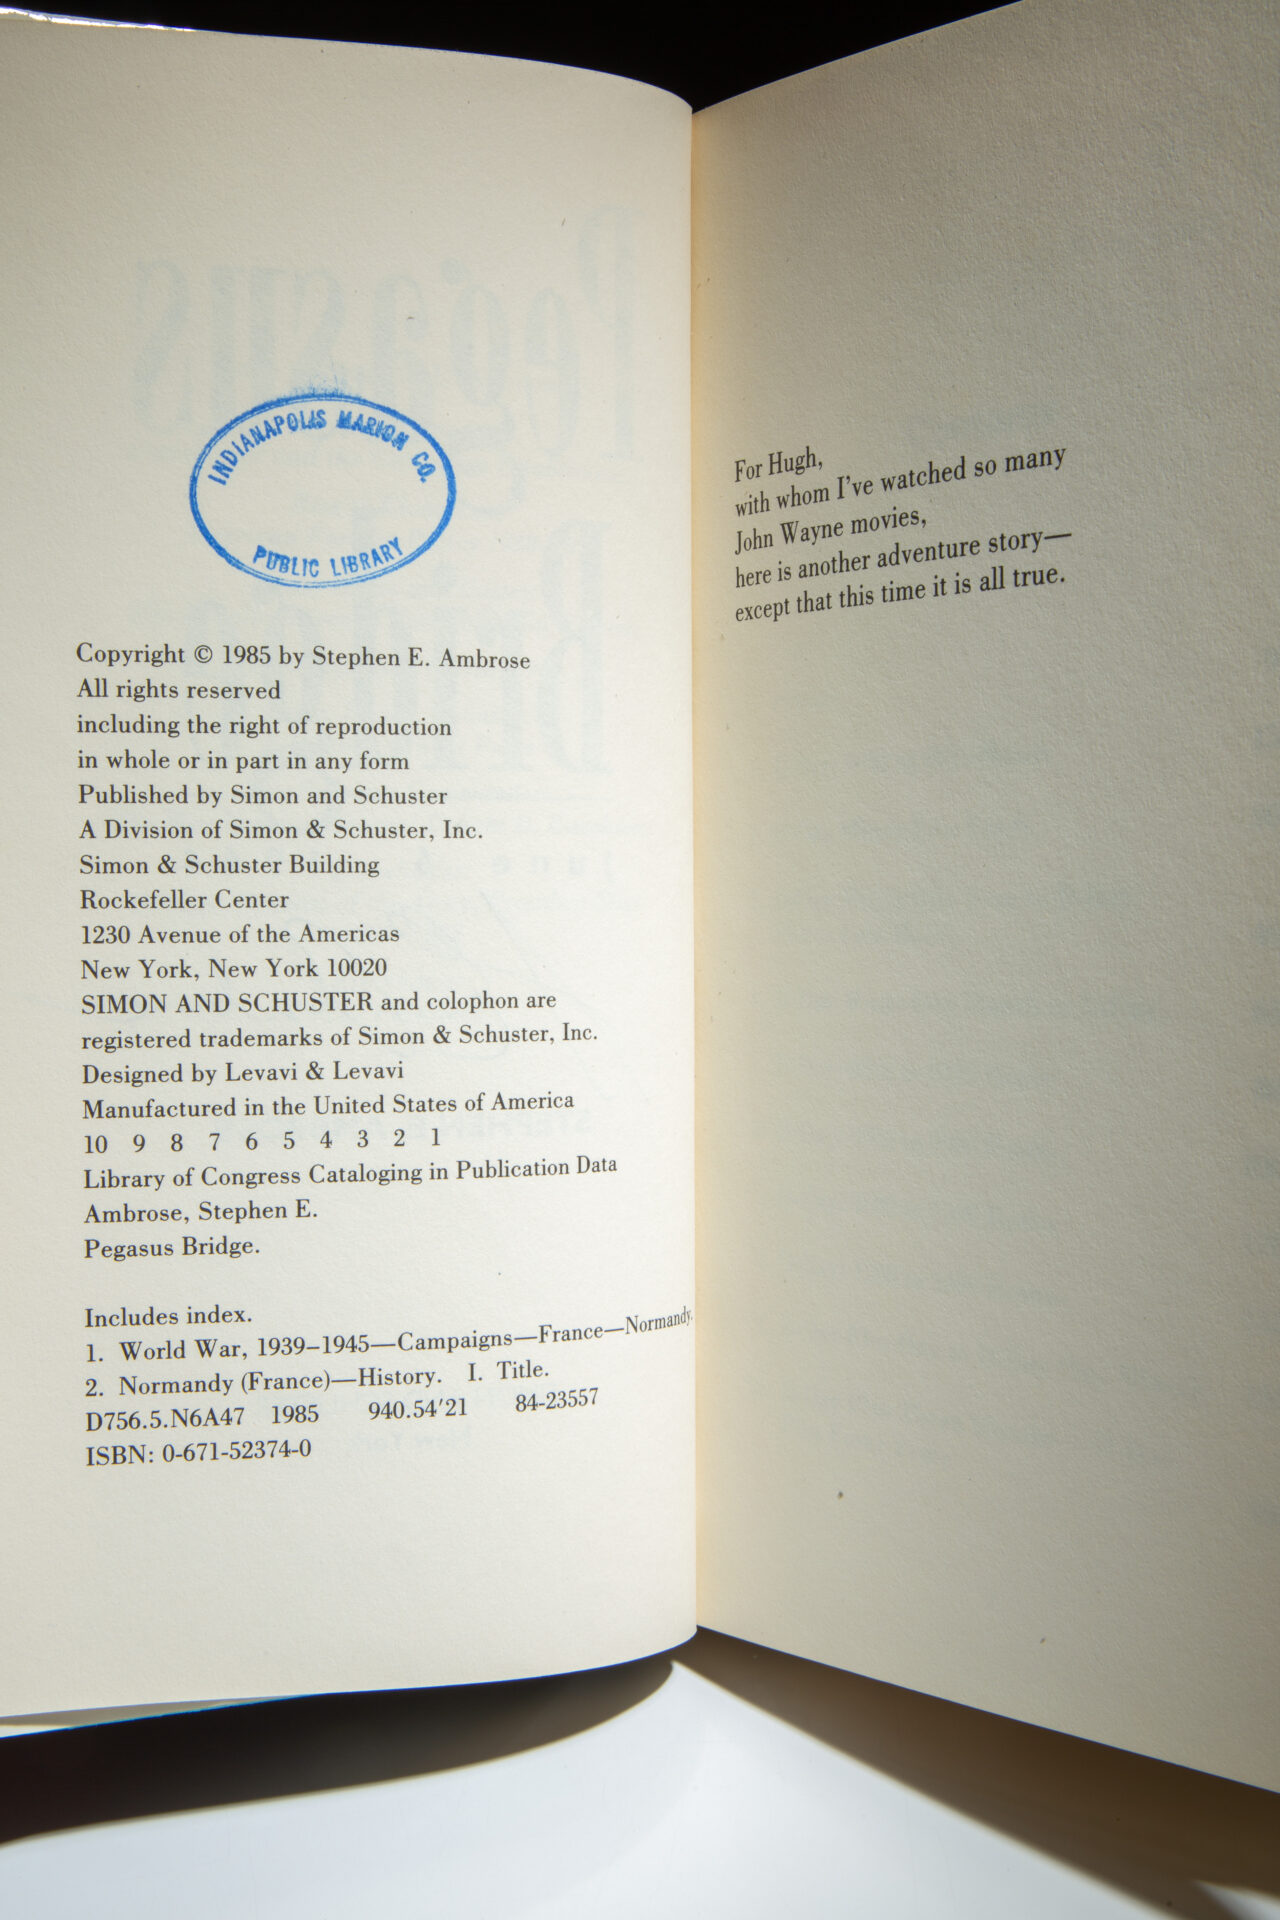 INDIANAPOLIS MARION CO.
PUBLIC LIBRARY
Copyright © 1985 by Stephen E. Ambrose
All rights reserved
including the right of reproduction
in whole or in part in any form
Published by Simon and Schuster
A Division of Simon & Schuster, Inc.
Simon & Schuster Building
Rockefeller Center
1230 Avenue of the Americas
New York, New York 10020
SIMON AND SCHUSTER and colophon are
registered trademarks of Simon & Schuster, Inc.
Designed by Levavi & Levavi
Manufactured in the United States of America
10 9 8 7 6 5 4 3 2 1
Library of Congress Cataloging in Publication Data
Ambrose, Stephen E.
Pegasus Bridge.
Includes index.
1. World War, 1939–1945—Campaigns—France—Normandy.
2. Normandy (France)—History. I. Title.
D756.5.N6A47 1985 940.54′21 84-23557
ISBN: 0-671-52374-0
For Hugh,
with whom I've watched so many
John Wayne movies,
here is another adventure story—
except that this time it is all true.